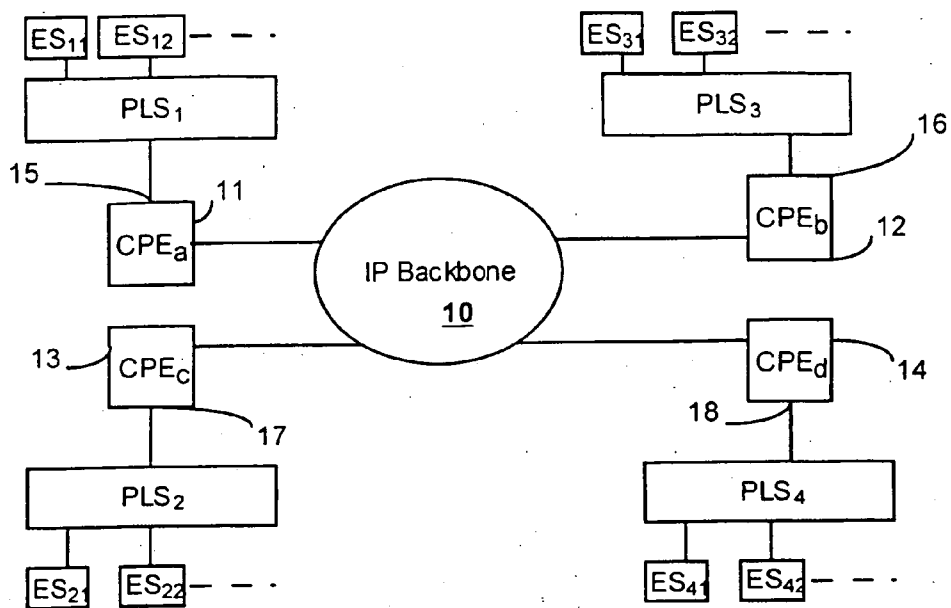 ES11 ES12
PLS1
15
11
CPEa
ES31 ES32
PLS3
16
CPEb
12
IP Backbone
10
13
CPEc
17
PLS2
ES21 ES22
CPEd
14
18
PLS4
ES41 ES42